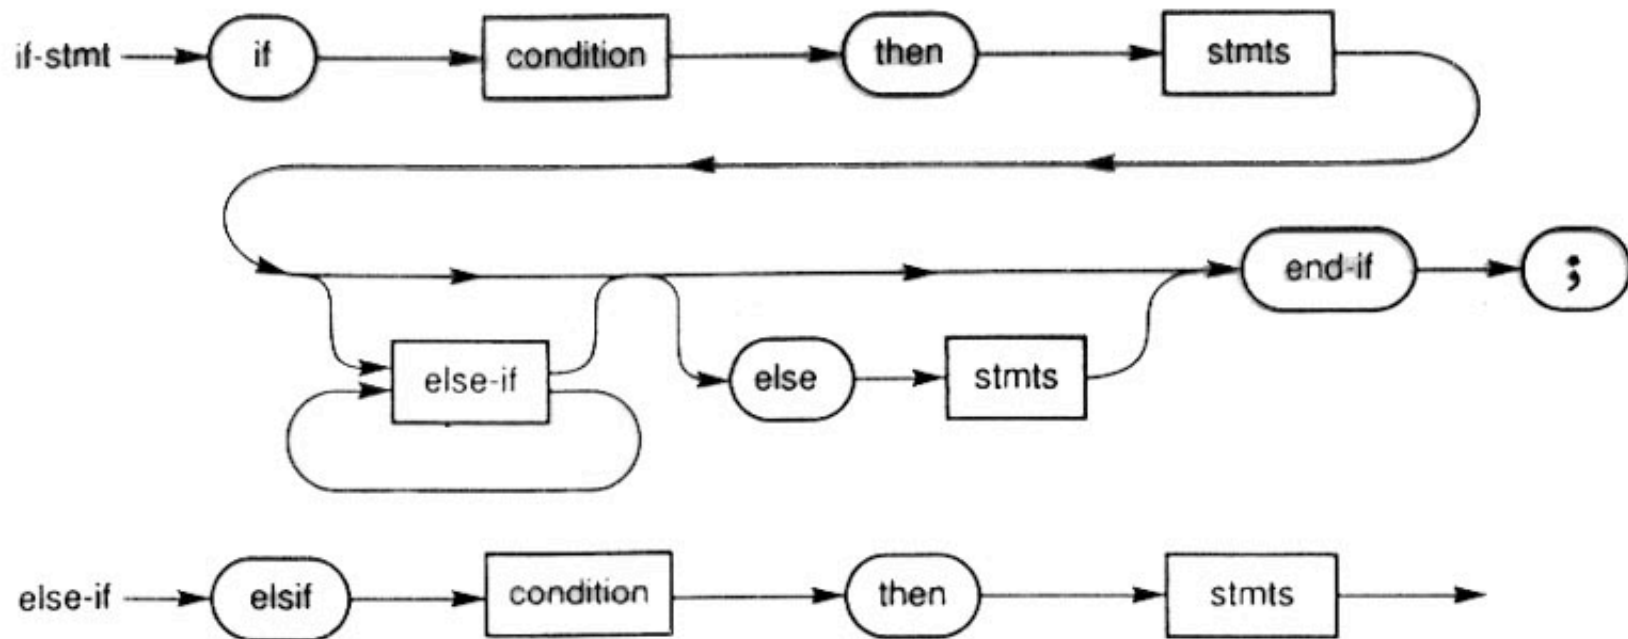 if-stmt if condition then stmts
end-if ;
else-if else stmts
else-if elsif condition then stmts